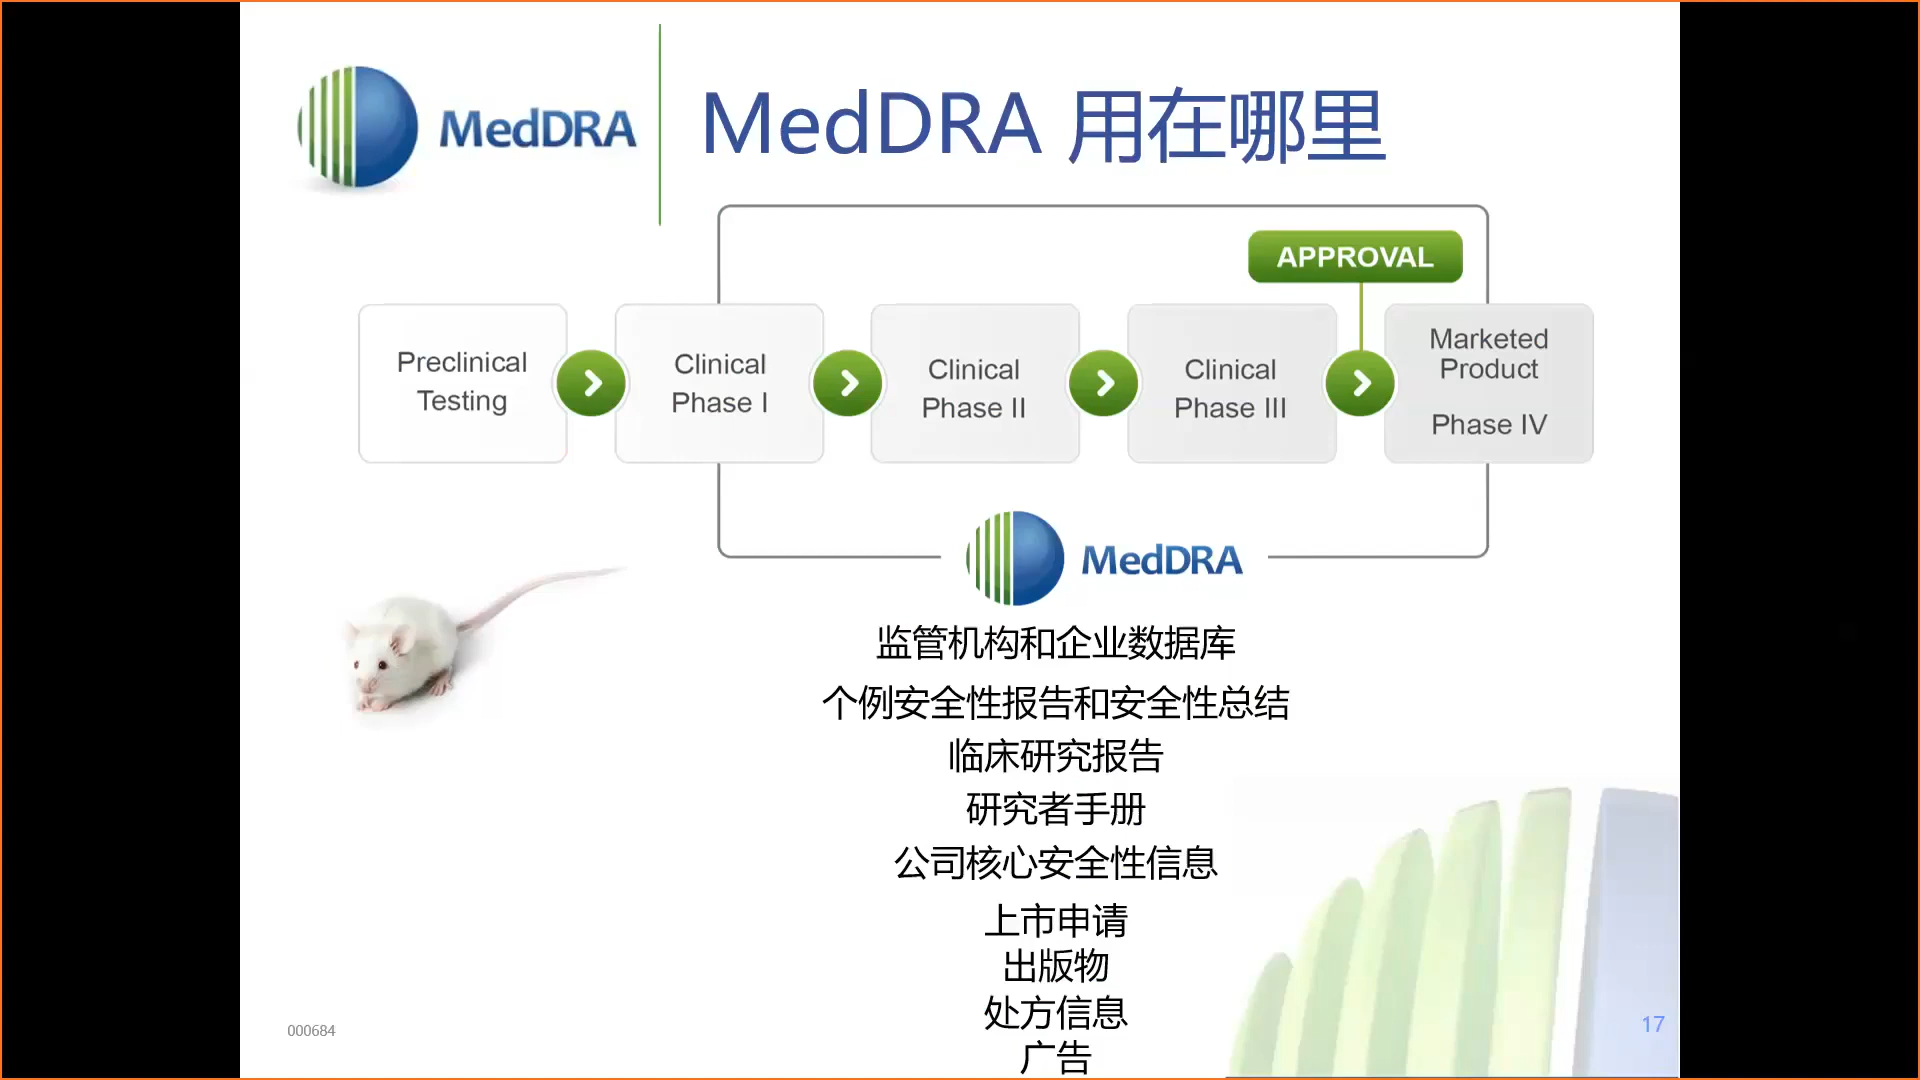 MedDRA
MedDRA 用在哪里
APPROVAL
Preclinical
Testing
Clinical
Phase I
Clinical
Phase II
Clinical
Phase III
Marketed
Product
Phase IV
MedDRA
监管机构和企业数据库
个例安全性报告和安全性总结
临床研究报告
研究者手册
公司核心安全性信息
上市申请
出版物
处方信息
广告
000684
17